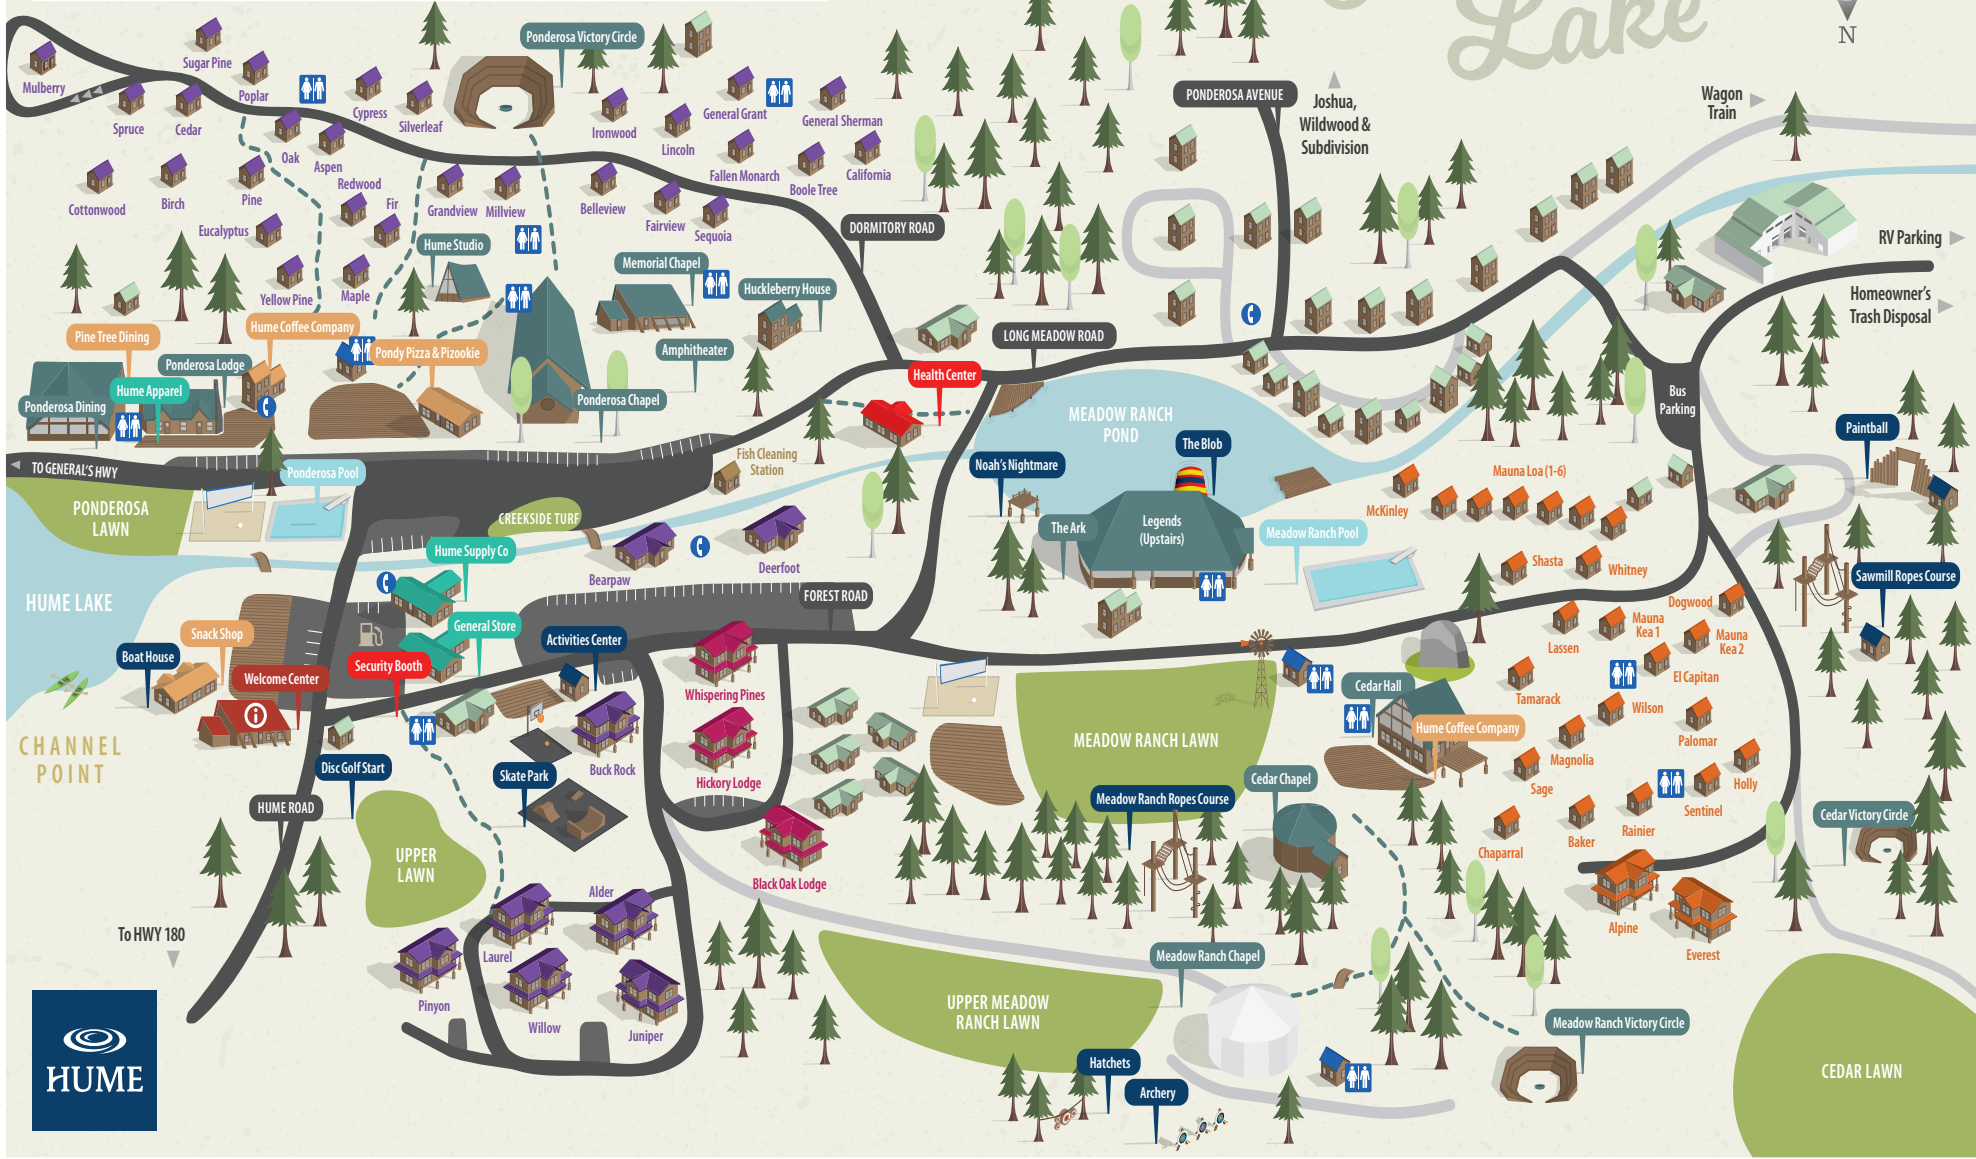 Lake
N
Mulberry
Sugar Pine
Poplar
Spruce
Cedar
Cypress
Silverleaf
Ponderosa Victory Circle
Ironwood
Lincoln
General Grant
General Sherman
Fallen Monarch
Boole Tree
California
Oak
Aspen
Pine
Redwood
Fir
Cottonwood
Birch
Eucalyptus
Grandview
Millview
Belleview
Fairview
Sequoia
Yellow Pine
Maple
Hume Studio
Memorial Chapel
Huckleberry House
DORMITORY ROAD
PONDEROSA AVENUE
Joshua,
Wildwood &
Subdivision
Wagon
Train
RV Parking
Homeowner's
Trash Disposal
Pine Tree Dining
Hume Coffee Company
Ponderosa Lodge
Pondy Pizza & Pizookie
Hume Apparel
Ponderosa Dining
Amphitheater
Ponderosa Chapel
LONG MEADOW ROAD
Health Center
MEADOW RANCH
POND
Bus
Parking
Paintball
TO GENERAL'S HWY
Ponderosa Pool
PONDEROSA
LAWN
Fish Cleaning
Station
CREEKSIDE TURF
Noah's Nightmare
The Blob
The Ark
Legends
(Upstairs)
Meadow Ranch Pool
McKinley
Mauna Loa (1-6)
Shasta
Whitney
Sawmill Ropes Course
Hume Supply Co
Bearpaw
Deerfoot
HUME LAKE
FOREST ROAD
Snack Shop
General Store
Activities Center
Boat House
Welcome Center
Security Booth
Whispering Pines
Dogwood
Mauna
Kea 1
Mauna
Kea 2
Lassen
El Capitan
Tamarack
Wilson
Palomar
Cedar Hall
Hume Coffee Company
Magnolia
Sage
Holly
Sentinel
Rainier
Baker
Chaparral
CHANNEL
POINT
Disc Golf Start
Skate Park
Buck Rock
Hickory Lodge
MEADOW RANCH LAWN
HUME ROAD
Meadow Ranch Ropes Course
Cedar Chapel
Cedar Victory Circle
UPPER
LAWN
Black Oak Lodge
Alder
Laurel
Pinyon
Willow
Juniper
Alpine
Everest
To HWY 180
UPPER MEADOW
RANCH LAWN
Meadow Ranch Chapel
Meadow Ranch Victory Circle
Hatchets
Archery
CEDAR LAWN
HUME